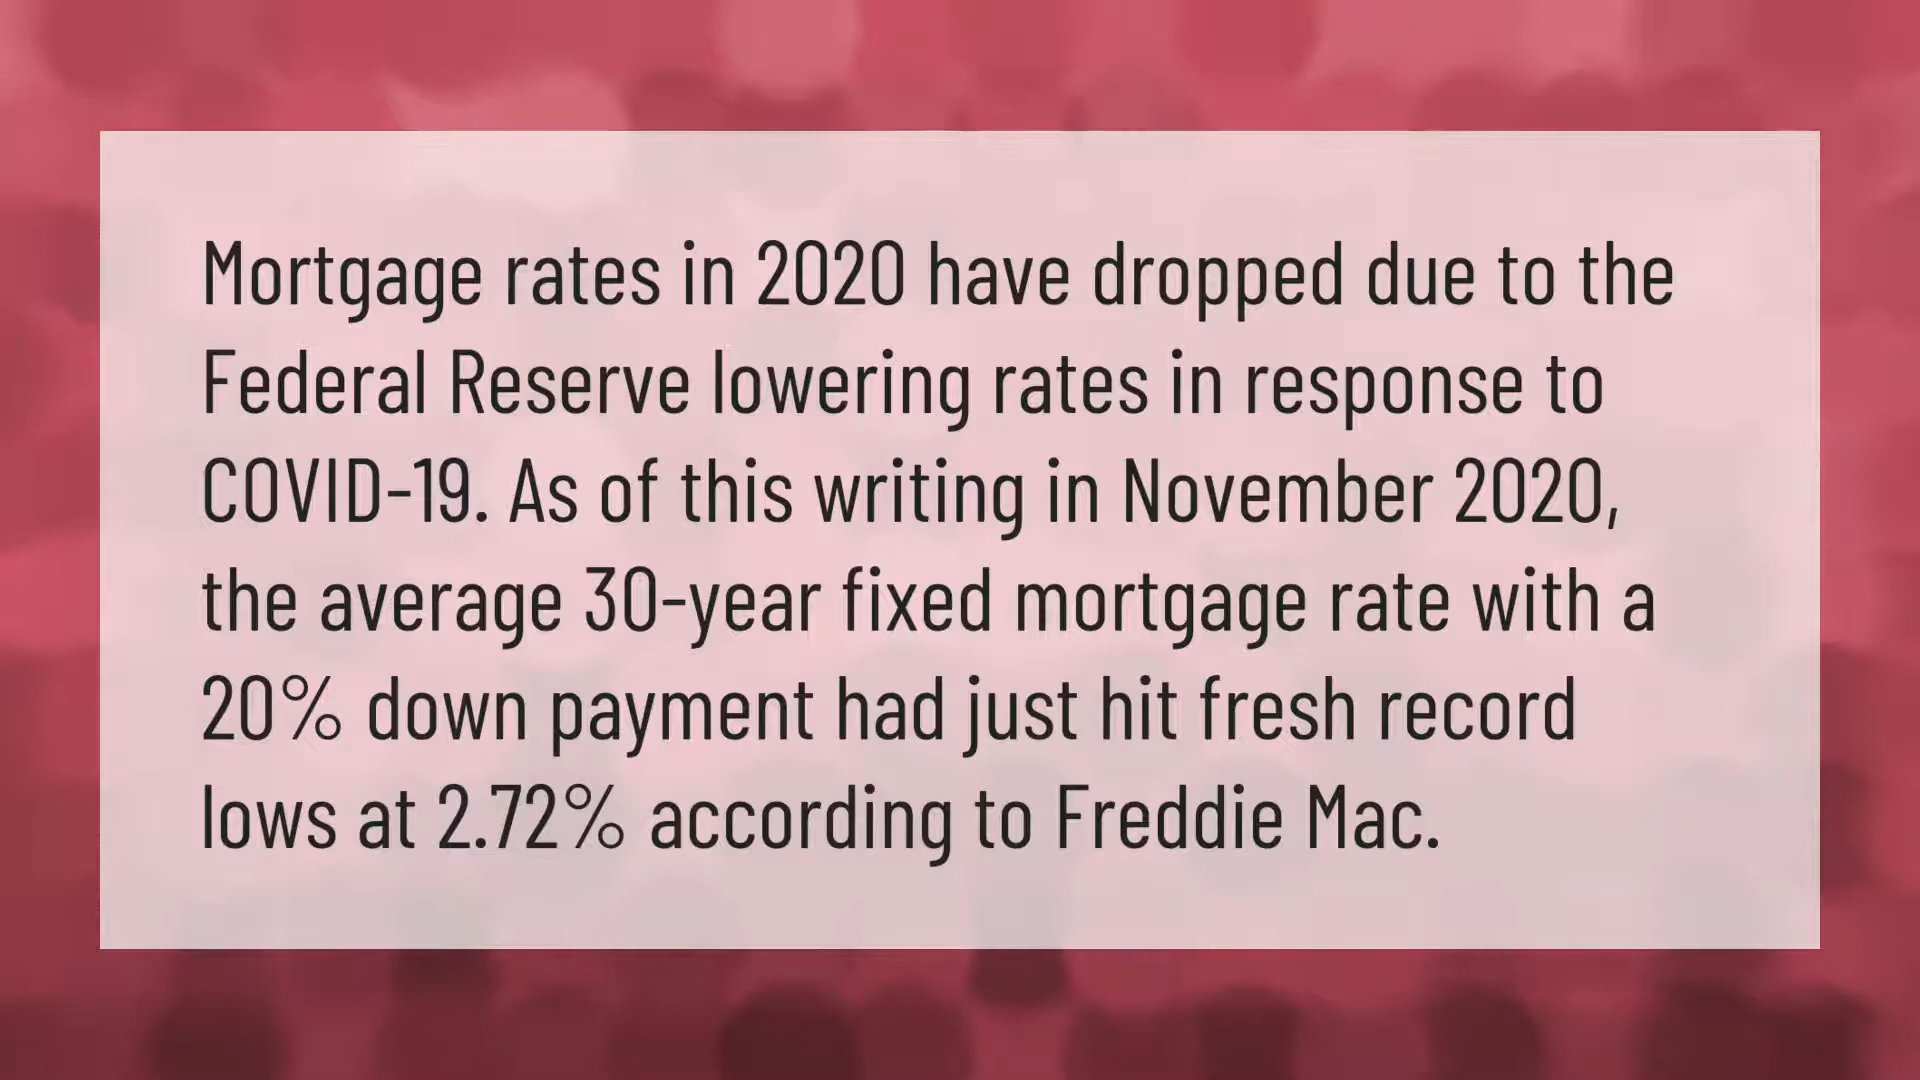 Mortgage rates in 2020 have dropped due to the
Federal Reserve lowering rates in response to
COVID-19. As of this writing in November 2020,
the average 30-year fixed mortgage rate with a
20% down payment had just hit fresh record
lows at 2.72% according to Freddie Mac.